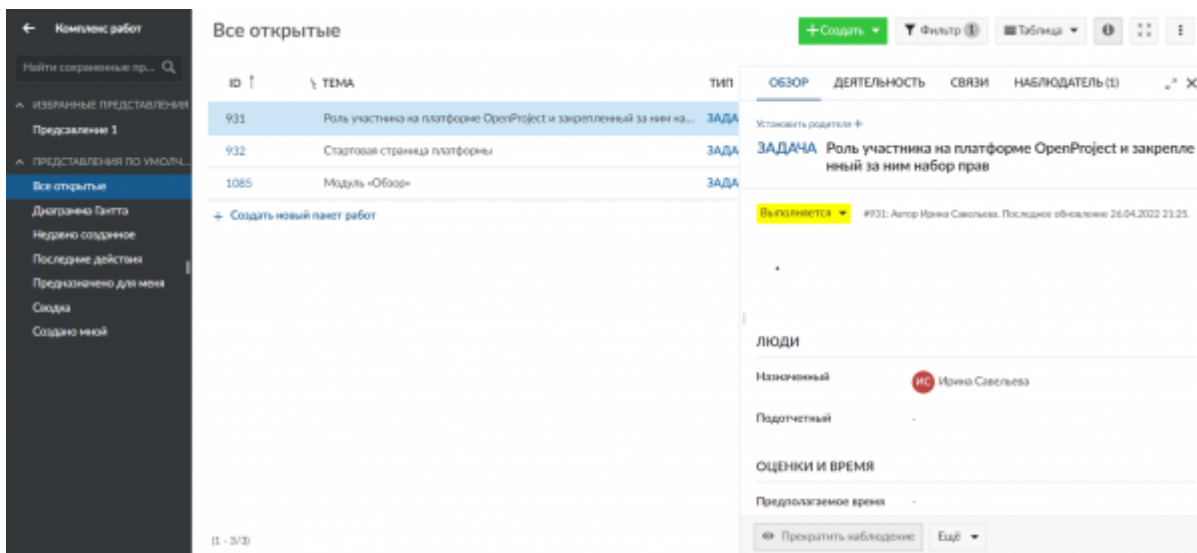 Комплекс работ
Найти сохраненные пр...
ИЗБРАННЫЕ ПРЕДСТАВЛЕНИЯ
Предсавление 1
ПРЕДСТАВЛЕНИЯ ПО УМОЛЧ...
Все открытые
Диаграмма Гантта
Недавно созданное
Последние действия
Предназначено для меня
Сводка
Создано мной
Все открытые
+ Создать
Фильтр 1
Таблица
ID ТЕМА ТИП
931 Роль участника на платформе OpenProject и закрепленный за ним на... ЗАДА
932 Стартовая страница платформы ЗАДА
1085 Модуль «Обзор» ЗАДА
+ Создать новый пакет работ
(1 - 3/3)
ОБЗОР ДЕЯТЕЛЬНОСТЬ СВЯЗИ НАБЛЮДАТЕЛЬ (1)
Установить родителя +
ЗАДАЧА Роль участника на платформе OpenProject и закрепле
нный за ним набор прав
Выполняется #931: Автор Ирина Савельева. Последнее обновление 26.04.2022 21:25.
ЛЮДИ
Назначенный ИС Ирина Савельева
Подотчетный -
ОЦЕНКИ И ВРЕМЯ
Предполагаемое время -
Прекратить наблюдение Ещё